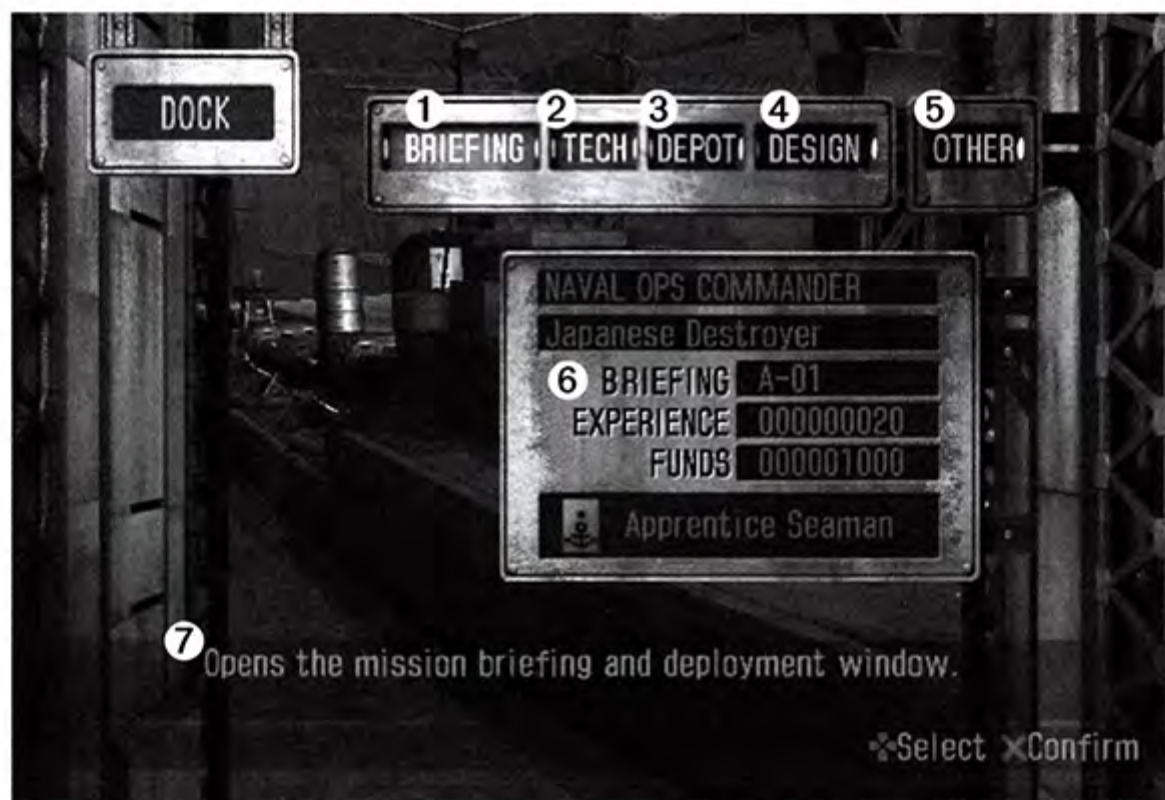 DOCK
1 BRIEFING 2 TECH 3 DEPOT 4 DESIGN 5 OTHER
NAVAL OPS COMMANDER
Japanese Destroyer
6 BRIEFING A-01
EXPERIENCE 000000020
FUNDS 000001000
Apprentice Seaman
7 Opens the mission briefing and deployment window.
Select ×Confirm